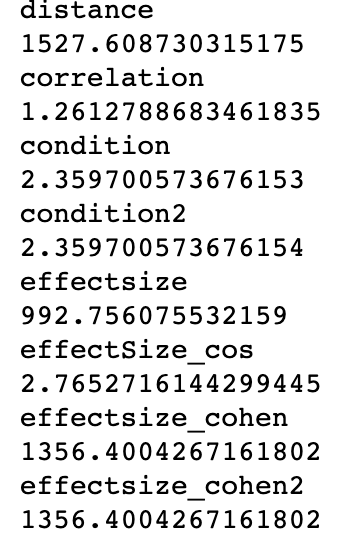 distance
1527.608730315175
correlation
1.2612788683461835
condition
2.359700573676153
condition2
2.359700573676154
effectsize
992.756075532159
effectSize_cos
2.7652716144299445
effectsize_cohen
1356.4004267161802
effectsize_cohen2
1356.4004267161802